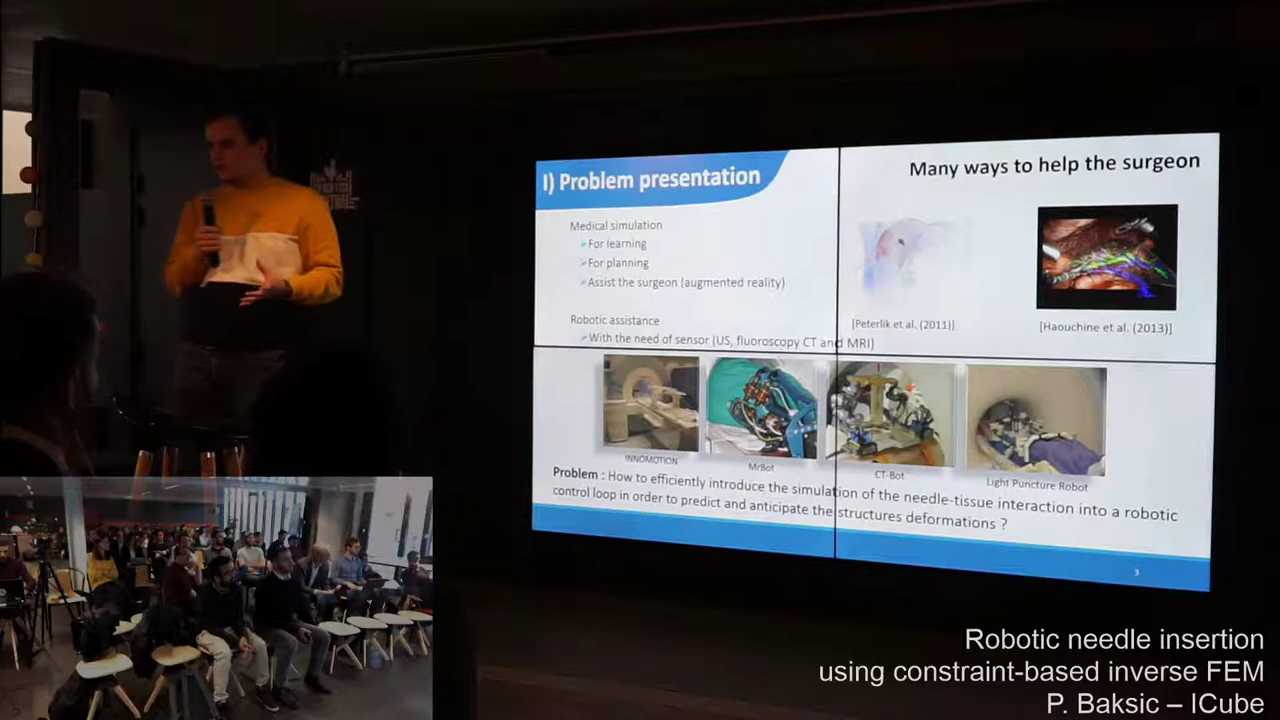 I) Problem presentation
Many ways to help the surgeon
Medical simulation
➢For learning
➢For planning
➢Assist the surgeon (augmented reality)
[Peterlik et al. (2011)]
[Haouchine et al. (2013)]
Robotic assistance
➢With the need of sensor (US, fluoroscopy CT and MRI)
INNOMOTION
MrBot
CT-Bot
Light Puncture Robot
Problem : How to efficiently introduce the simulation of the needle-tissue interaction into a robotic
control loop in order to predict and anticipate the structures deformations ?
3
Robotic needle insertion
using constraint-based inverse FEM
P. Baksic – ICube